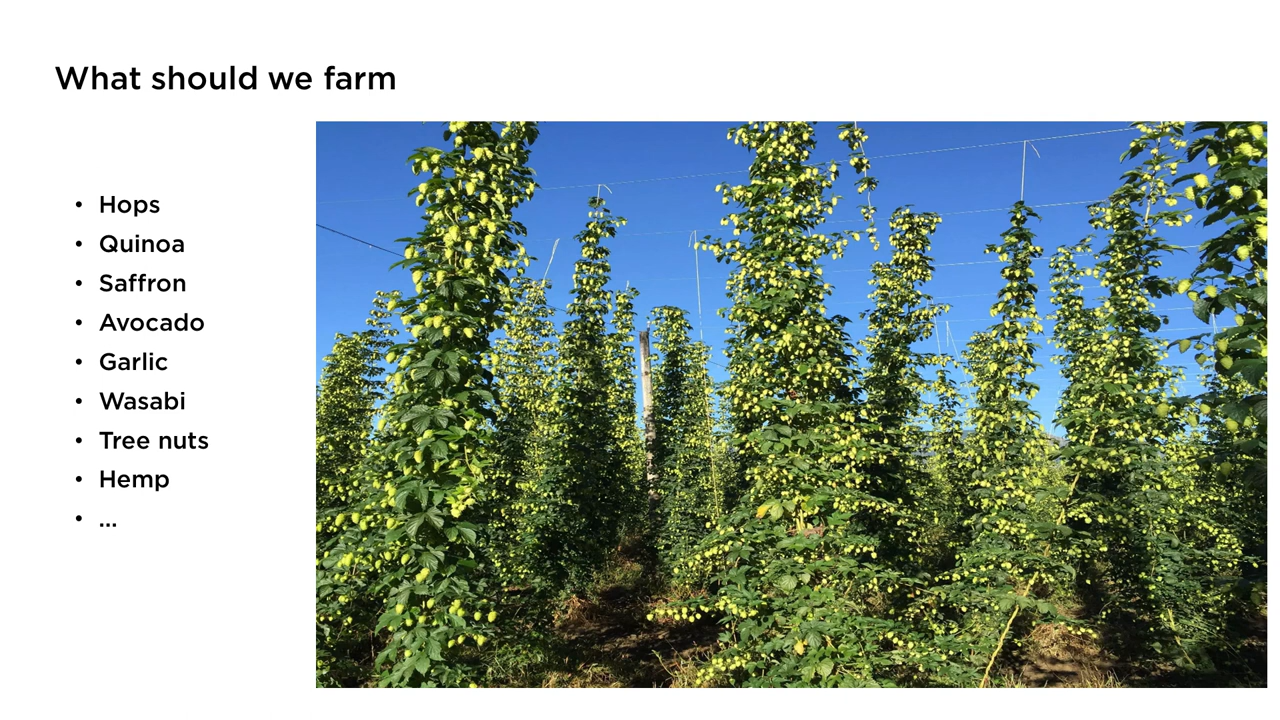 What should we farm
• Hops
• Quinoa
• Saffron
• Avocado
• Garlic
• Wasabi
• Tree nuts
• Hemp
• ...